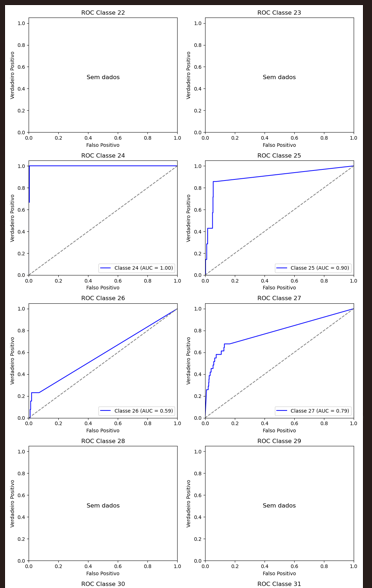 ROC Classe 22
1.0
0.8
0.6
0.4
0.2
0.0
Verdadeiro Positivo
Sem dados
0.0 0.2 0.4 0.6 0.8 1.0
Falso Positivo
ROC Classe 23
1.0
0.8
0.6
0.4
0.2
0.0
Verdadeiro Positivo
Sem dados
0.0 0.2 0.4 0.6 0.8 1.0
Falso Positivo
ROC Classe 24
1.0
0.8
0.6
0.4
0.2
0.0
Verdadeiro Positivo
Classe 24 (AUC = 1.00)
0.0 0.2 0.4 0.6 0.8 1.0
Falso Positivo
ROC Classe 25
1.0
0.8
0.6
0.4
0.2
0.0
Verdadeiro Positivo
Classe 25 (AUC = 0.90)
0.0 0.2 0.4 0.6 0.8 1.0
Falso Positivo
ROC Classe 26
1.0
0.8
0.6
0.4
0.2
0.0
Verdadeiro Positivo
Classe 26 (AUC = 0.59)
0.0 0.2 0.4 0.6 0.8 1.0
Falso Positivo
ROC Classe 27
1.0
0.8
0.6
0.4
0.2
0.0
Verdadeiro Positivo
Classe 27 (AUC = 0.79)
0.0 0.2 0.4 0.6 0.8 1.0
Falso Positivo
ROC Classe 28
1.0
0.8
0.6
0.4
0.2
0.0
Verdadeiro Positivo
Sem dados
0.0 0.2 0.4 0.6 0.8 1.0
Falso Positivo
ROC Classe 29
1.0
0.8
0.6
0.4
0.2
0.0
Verdadeiro Positivo
Sem dados
0.0 0.2 0.4 0.6 0.8 1.0
Falso Positivo
ROC Classe 30
ROC Classe 31